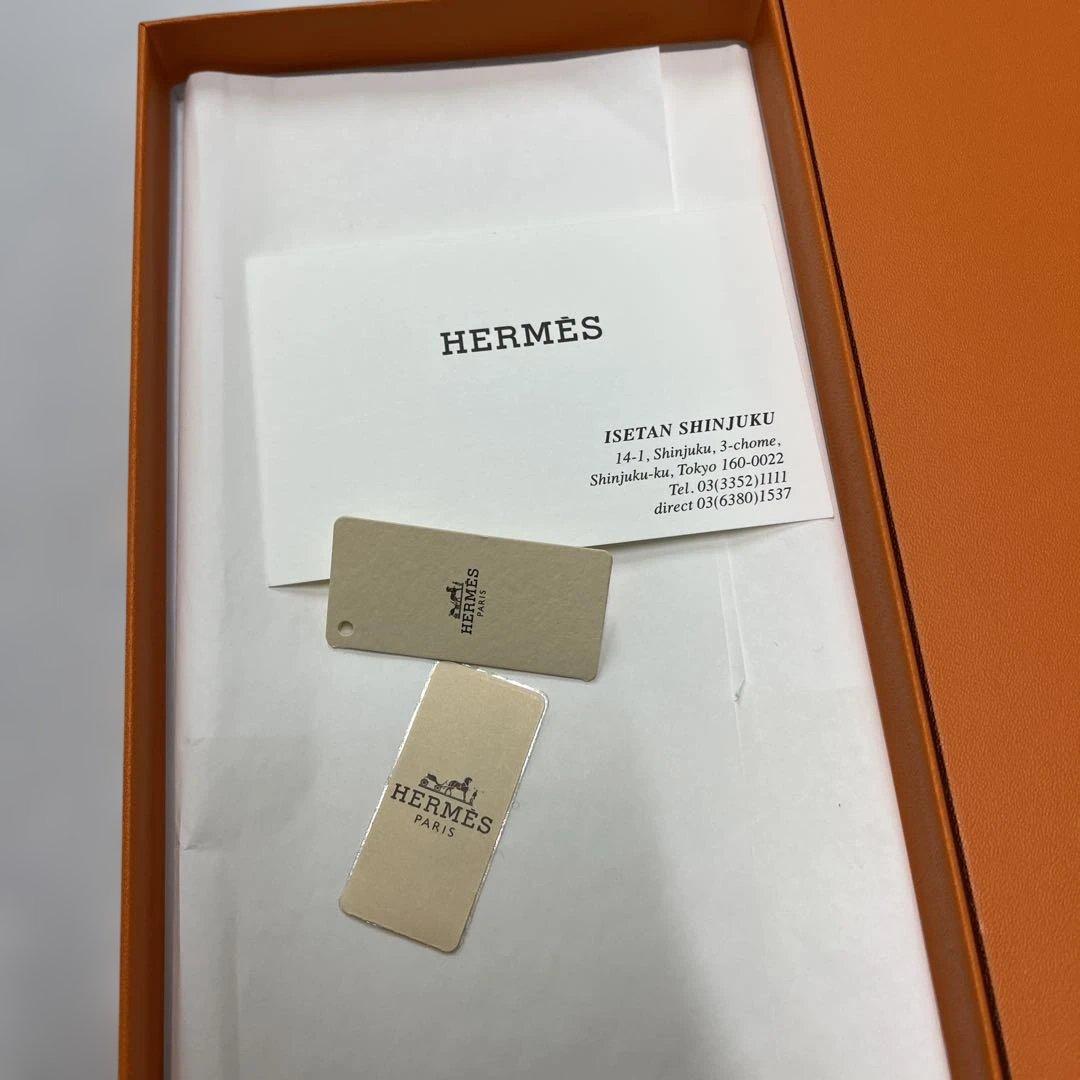 HERMÈS
ISETAN SHINJUKU
14-1, Shinjuku, 3-chome,
Shinjuku-ku, Tokyo 160-0022
Tel. 03(3352)1111
direct 03(6380)1537
HERMÈS
PARIS
HERMÈS
PARIS